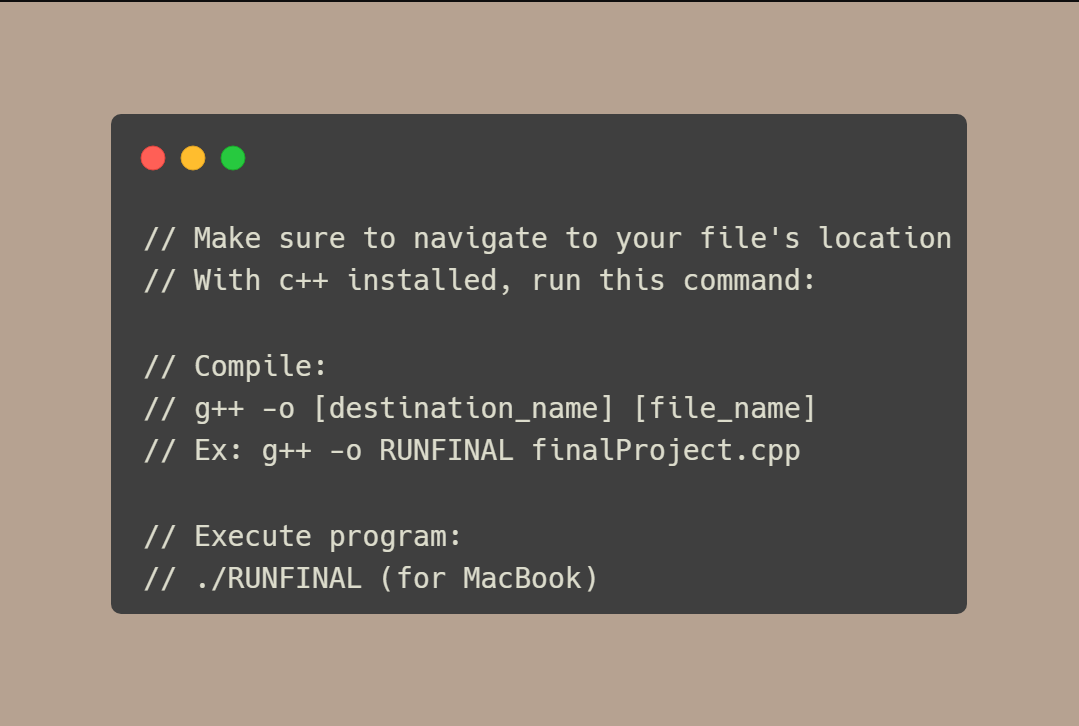 // Make sure to navigate to your file's location
// With c++ installed, run this command:
// Compile:
// g++ -o [destination_name] [file_name]
// Ex: g++ -o RUNFINAL finalProject.cpp
// Execute program:
// ./RUNFINAL (for MacBook)